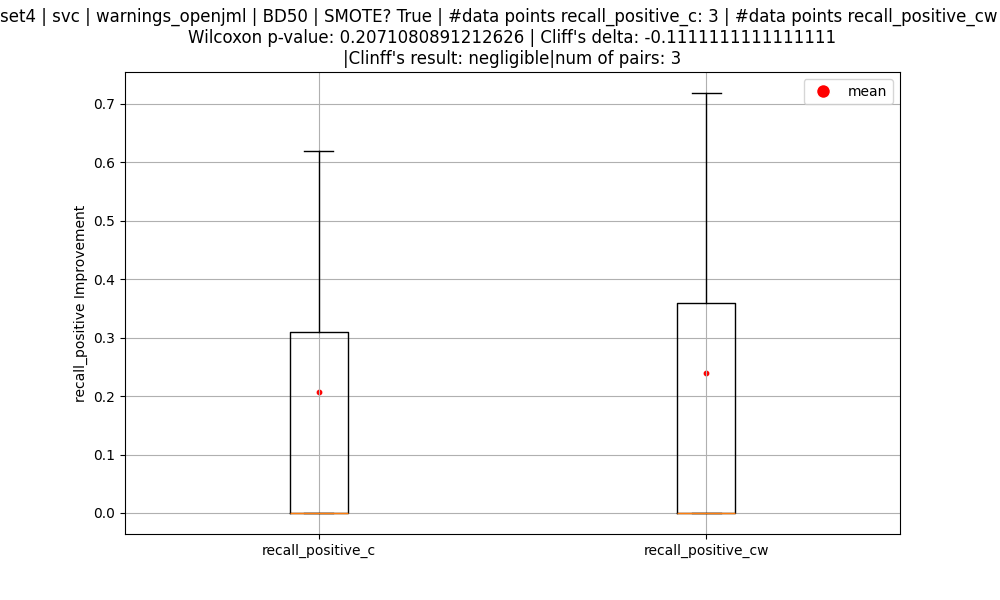 set4 | svc | warnings_openjml | BD50 | SMOTE? True | #data points recall_positive_c: 3 | #data points recall_positive_cw
Wilcoxon p-value: 0.2071080891212626 | Cliff's delta: -0.1111111111111111
|Clinff's result: negligible|num of pairs: 3
mean
0.7
0.6
0.5
0.4
0.3
0.2
0.1
0.0
recall_positive Improvement
recall_positive_c
recall_positive_cw